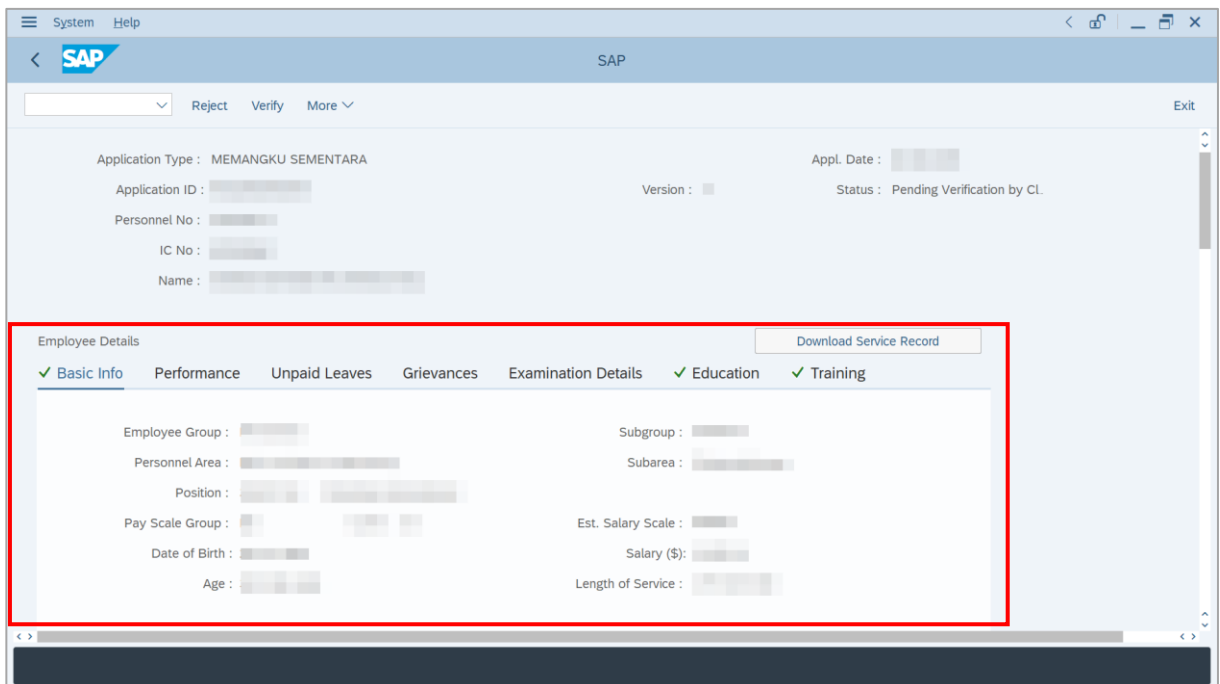 System Help
SAP SAP
Reject Verify More Exit
Application Type : MEMANGKU SEMENTARA Appl. Date :
Application ID : Version : Status : Pending Verification by Cl..
Personnel No :
IC No :
Name :
Employee Details Download Service Record
Basic Info Performance Unpaid Leaves Grievances Examination Details Education Training
Employee Group : Subgroup :
Personnel Area : Subarea :
Position :
Pay Scale Group : Est. Salary Scale :
Date of Birth : Salary ($):
Age : Length of Service :